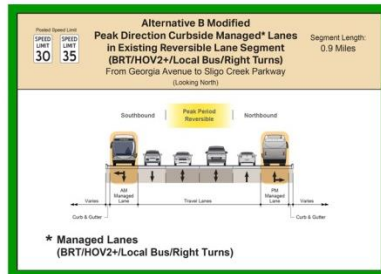 Alternative B Modified
Peak Direction Curbside Managed* Lanes
in Existing Reversible Lane Segment
(BRT/HOV2+/Local Bus/Right Turns)
From Georgia Avenue to Sligo Creek Parkway
(Looking North)
Posted Speed Limit
SPEED LIMIT 30
SPEED LIMIT 35
Segment Length:
0.9 Miles
Southbound
Peak Period
Reversible
Northbound
Varies
AM
Managed
Lane
Travel Lanes
PM
Managed
Lane
Varies
Curb & Gutter
Curb & Gutter
* Managed Lanes
(BRT/HOV2+/Local Bus/Right Turns)